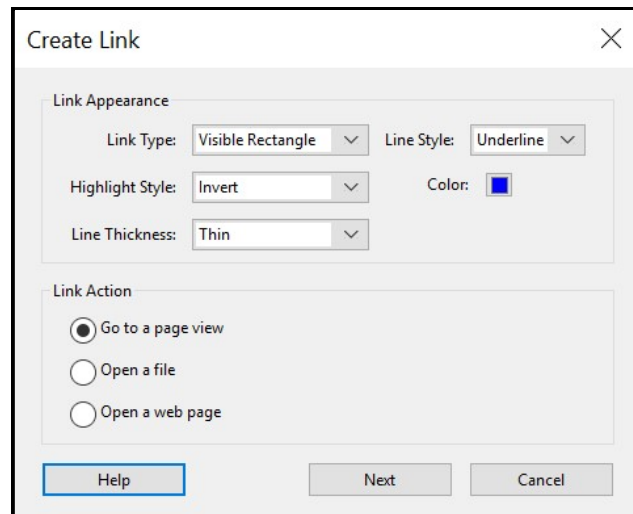 Create Link
Link Appearance
Link Type: Visible Rectangle Line Style: Underline
Highlight Style: Invert Color:
Line Thickness: Thin
Link Action
Go to a page view
Open a file
Open a web page
Help Next Cancel